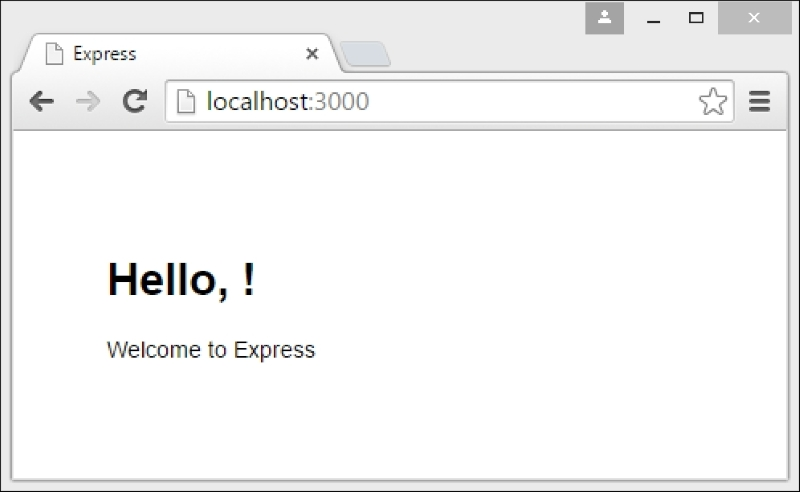 Express
localhost:3000
Hello, !
Welcome to Express